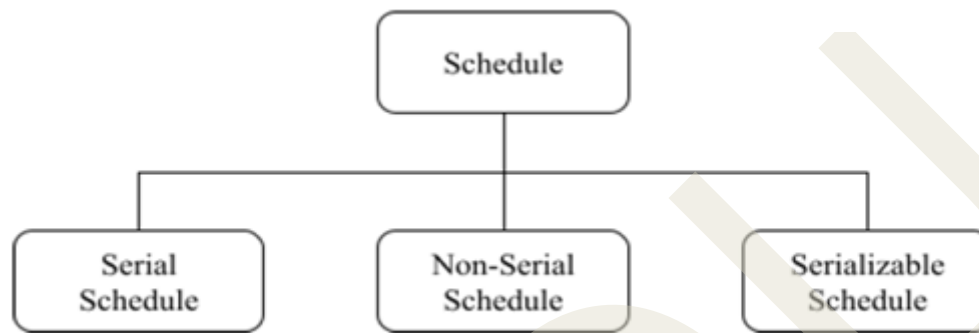 Schedule
Serial
Schedule
Non-Serial
Schedule
Serializable
Schedule